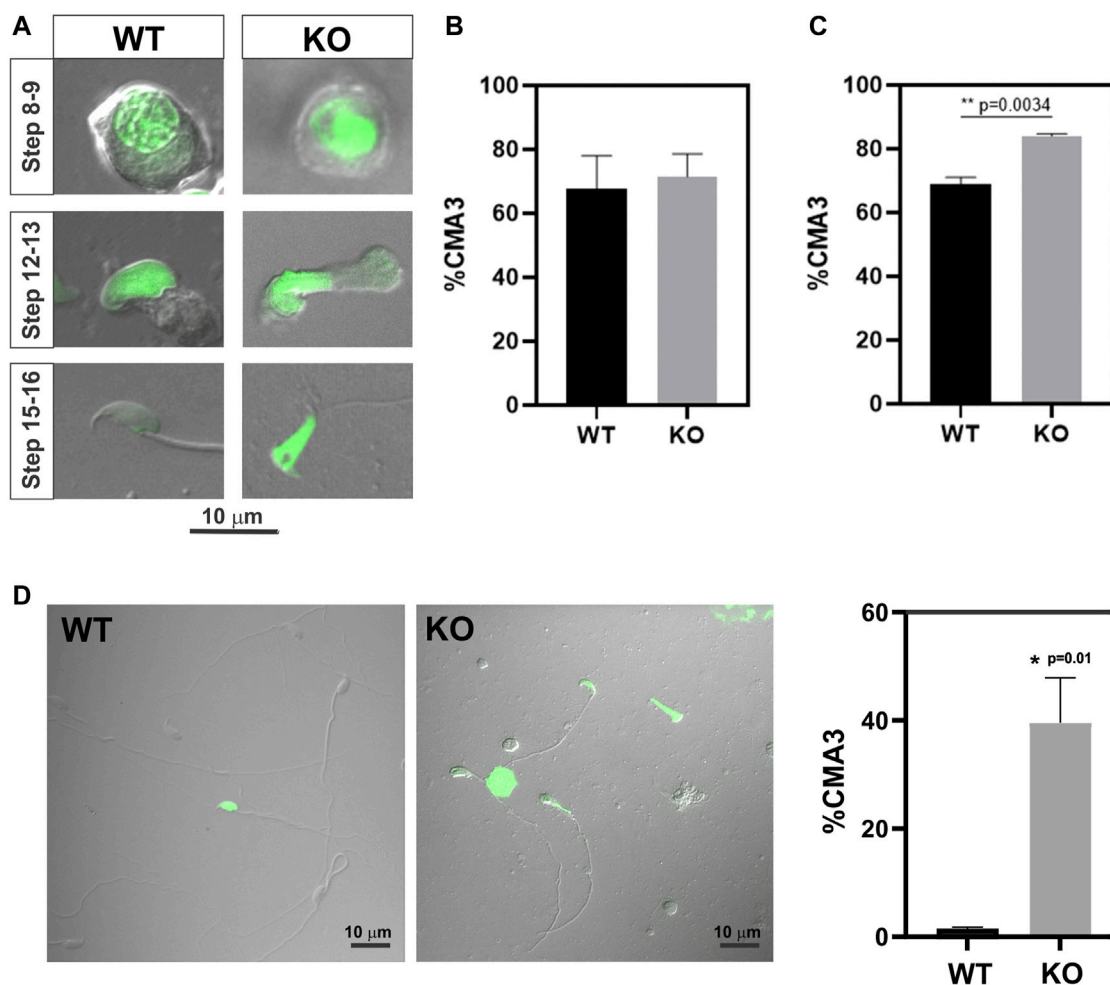 A
WT
KO
Step 8-9
Step 12-13
Step 15-16
10 μm
B
%CMA3
100
80
60
40
20
0
WT
KO
C
%CMA3
100
80
60
40
20
0
** p=0.0034
WT
KO
D
WT
10 μm
KO
10 μm
%CMA3
60
40
20
0
* p=0.01
WT
KO